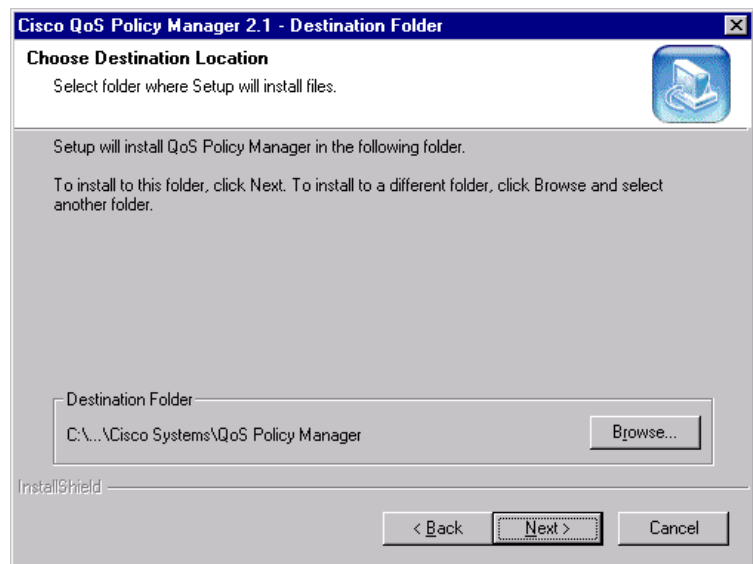 Cisco QoS Policy Manager 2.1 - Destination Folder
Choose Destination Location
Select folder where Setup will install files.
Setup will install QoS Policy Manager in the following folder.
To install to this folder, click Next. To install to a different folder, click Browse and select
another folder.
Destination Folder
C:\...\Cisco Systems\QoS Policy Manager
Browse...
InstallShield
< Back
Next >
Cancel